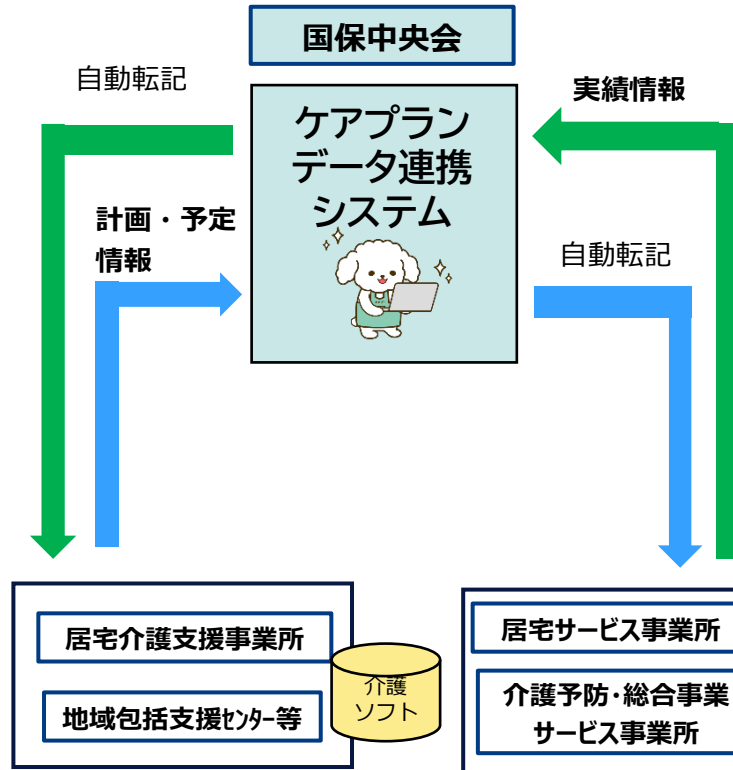 国保中央会
自動転記
実績情報
ケアプラン
データ連携
システム
計画・予定
情報
自動転記
居宅介護支援事業所
地域包括支援ｾﾝﾀｰ等
介護
ソフト
居宅サービス事業所
介護予防・総合事業
サービス事業所